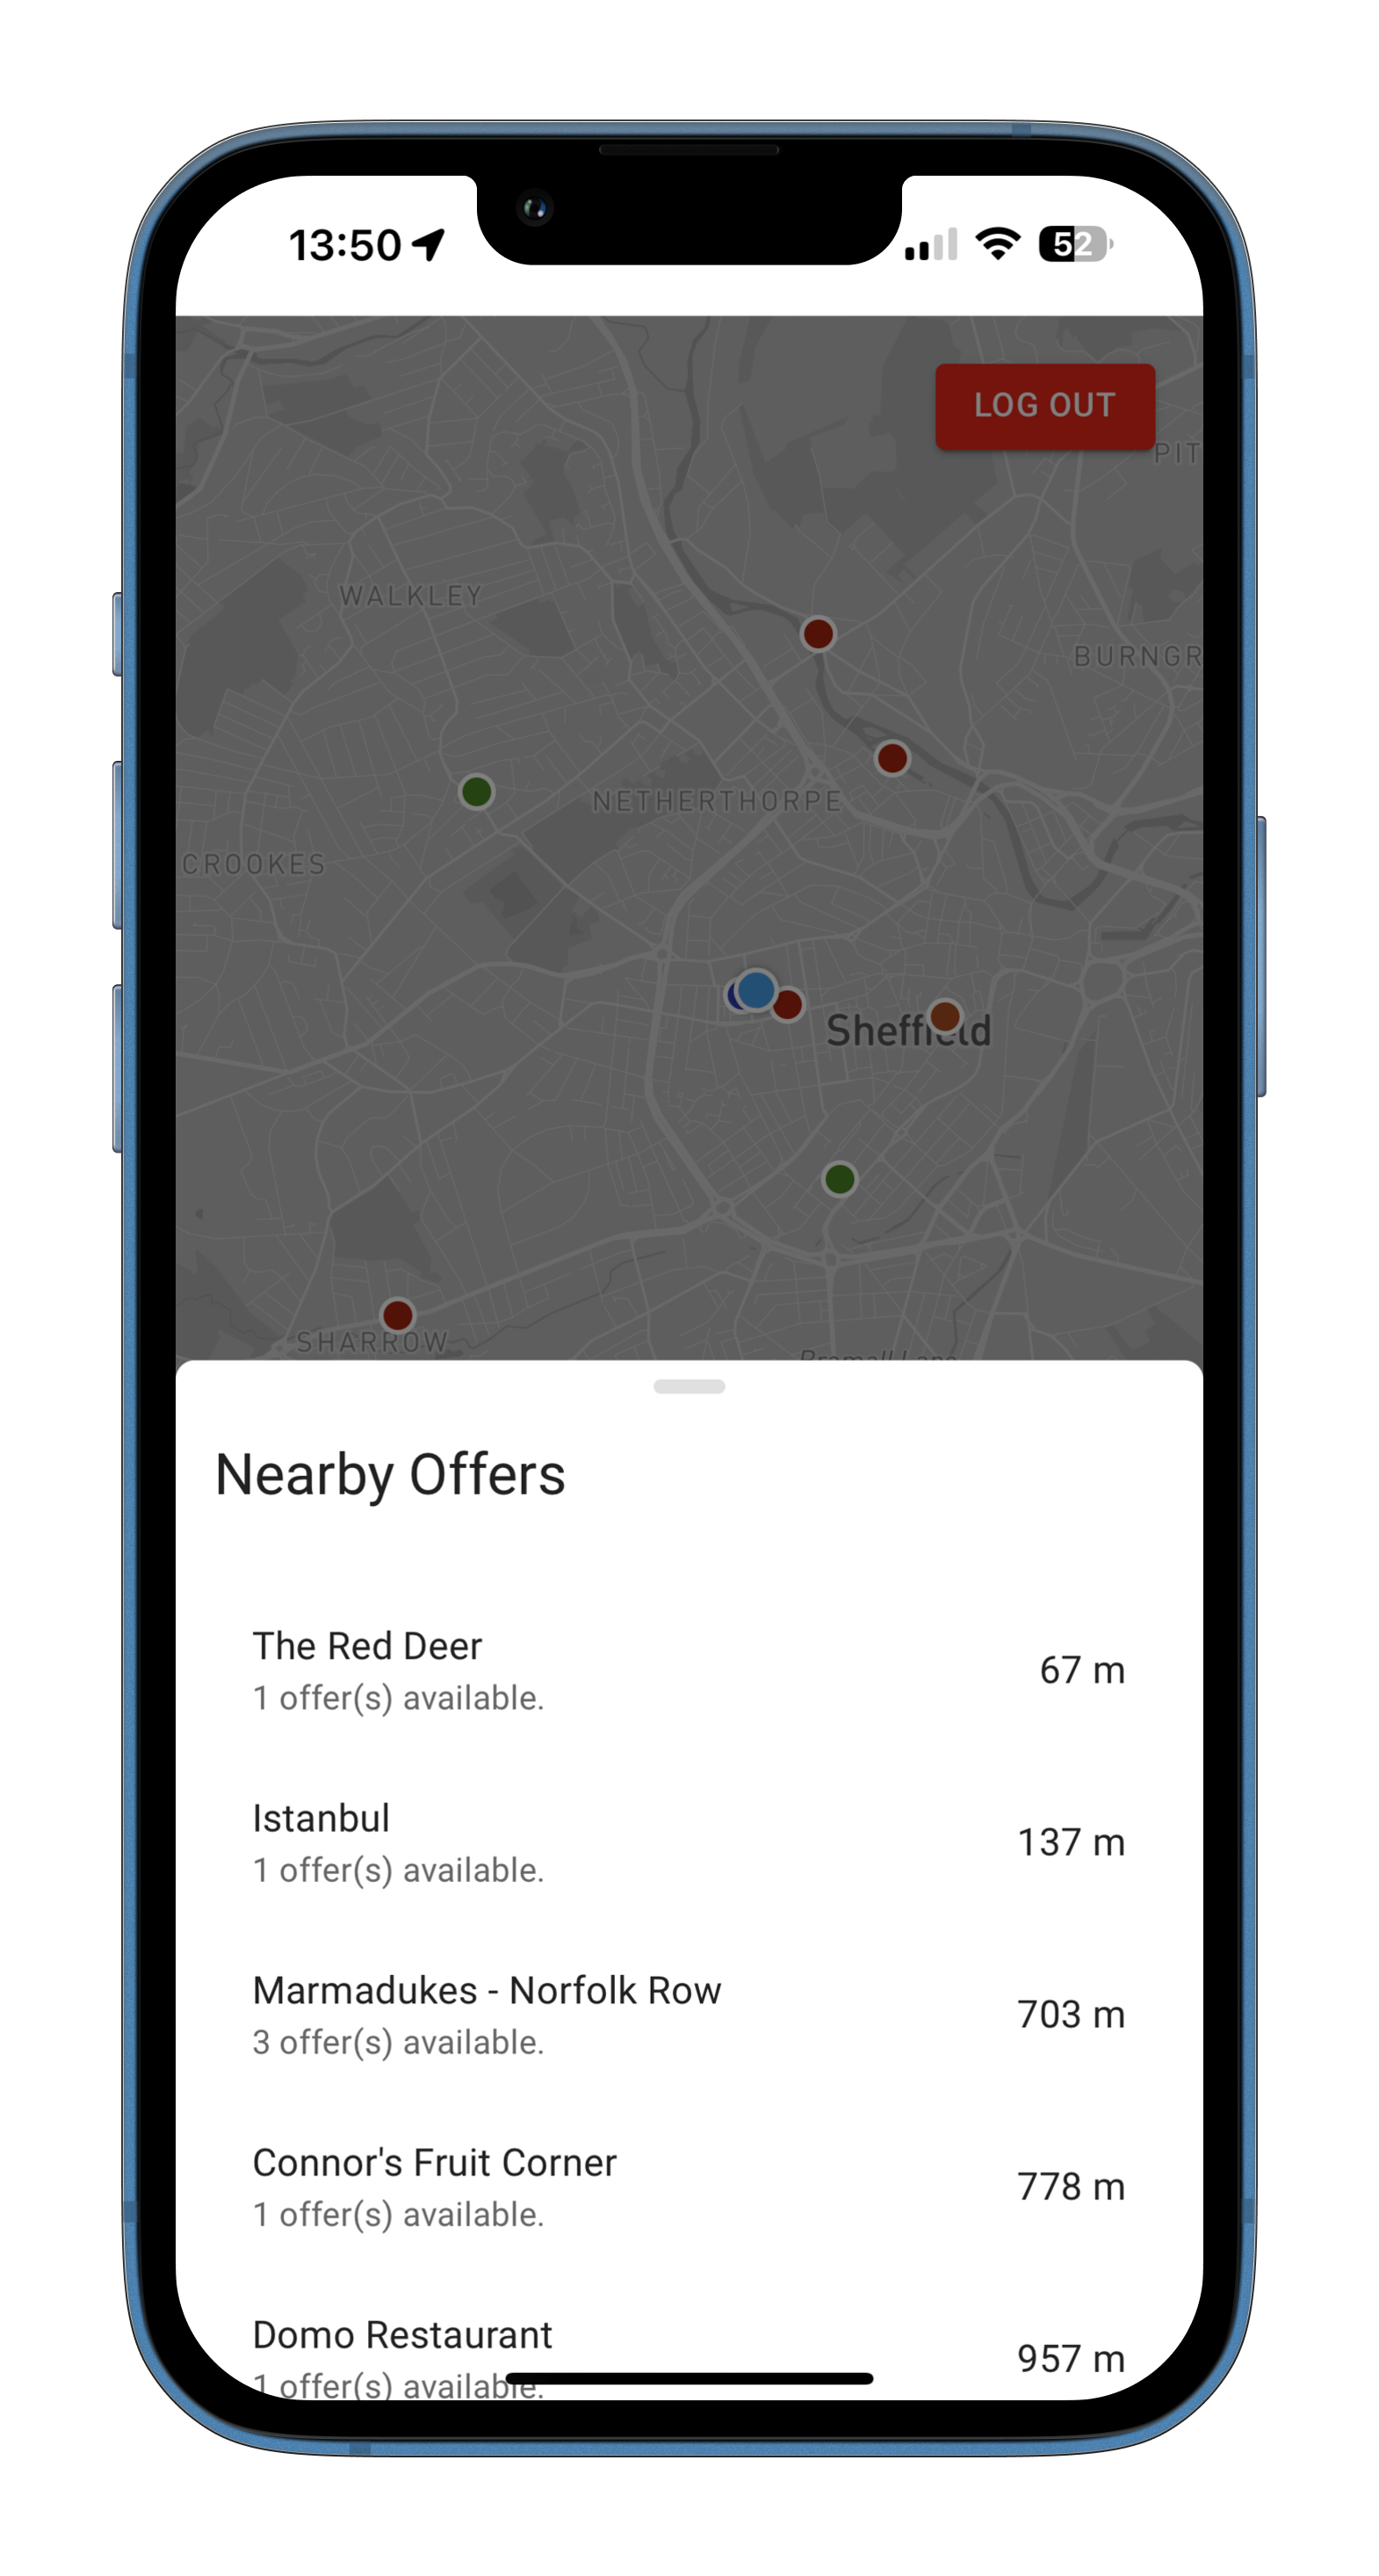 13:50
52
LOG OUT
PIT
WALKLEY
BURNGR
NETHERTHORPE
CROOKES
Sheffield
SHARROW
Bramall Lane
Nearby Offers
The Red Deer
1 offer(s) available.
67 m
Istanbul
1 offer(s) available.
137 m
Marmadukes - Norfolk Row
3 offer(s) available.
703 m
Connor's Fruit Corner
1 offer(s) available.
778 m
Domo Restaurant
1 offer(s) available.
957 m